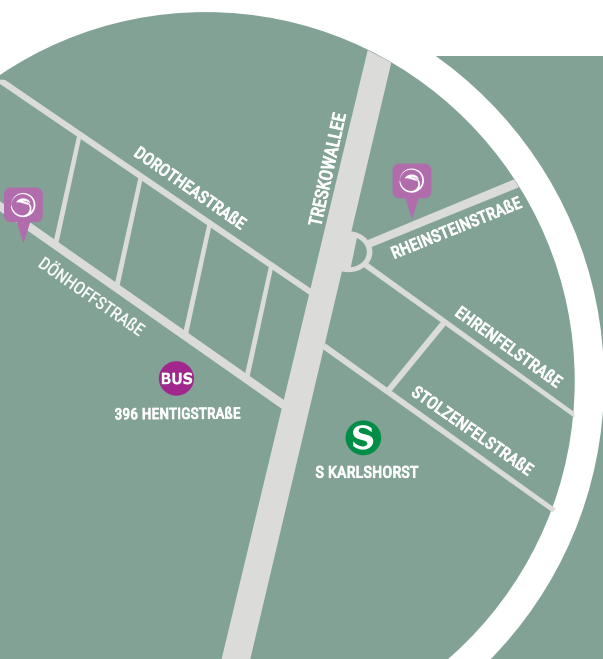 TRESKOWALLEE
DOROTHEASTRAßE
RHEINSTEINSTRAßE
DÖNHOFFSTRAßE
EHRENFELSTRAßE
BUS
396 HENTIGSTRAßE
STOLZENFELSTRAßE
S
S KARLSHORST